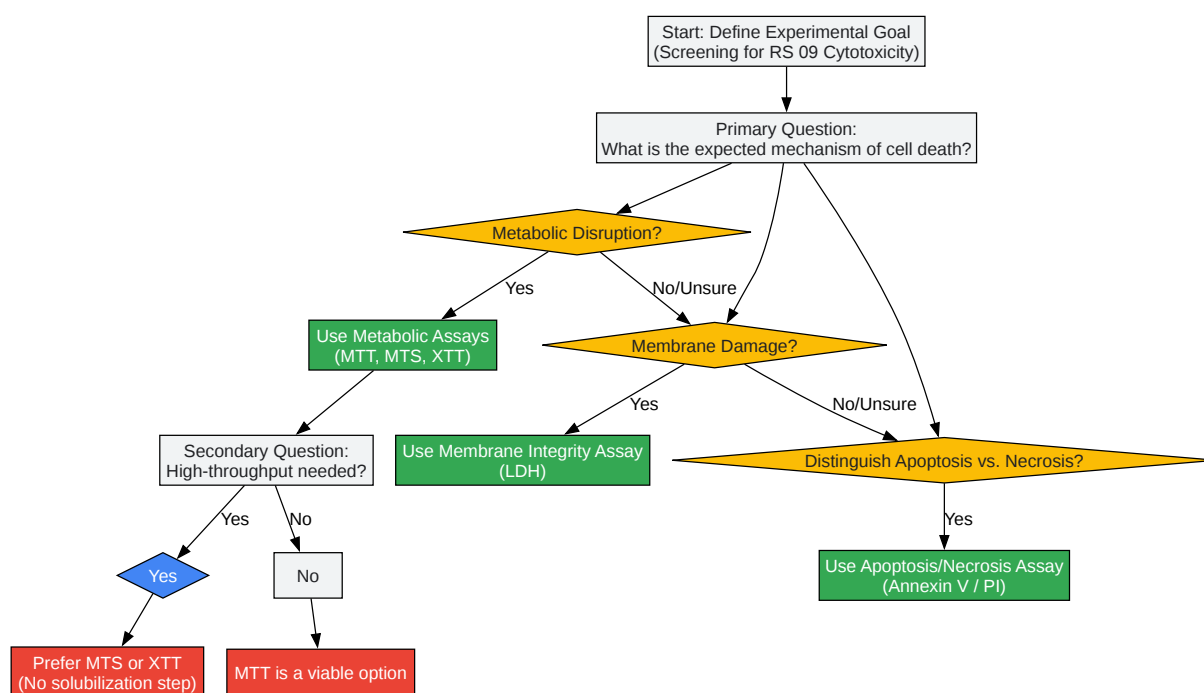 Start: Define Experimental Goal
(Screening for RS 09 Cytotoxicity)
Primary Question:
What is the expected mechanism of cell death?
Metabolic Disruption?
Yes
No/Unsure
Use Metabolic Assays
(MTT, MTS, XTT)
Membrane Damage?
Yes
No/Unsure
Secondary Question:
High-throughput needed?
Use Membrane Integrity Assay
(LDH)
Distinguish Apoptosis vs. Necrosis?
Yes
No
Yes
Yes
No
Use Apoptosis/Necrosis Assay
(Annexin V / PI)
Prefer MTS or XTT
(No solubilization step)
MTT is a viable option